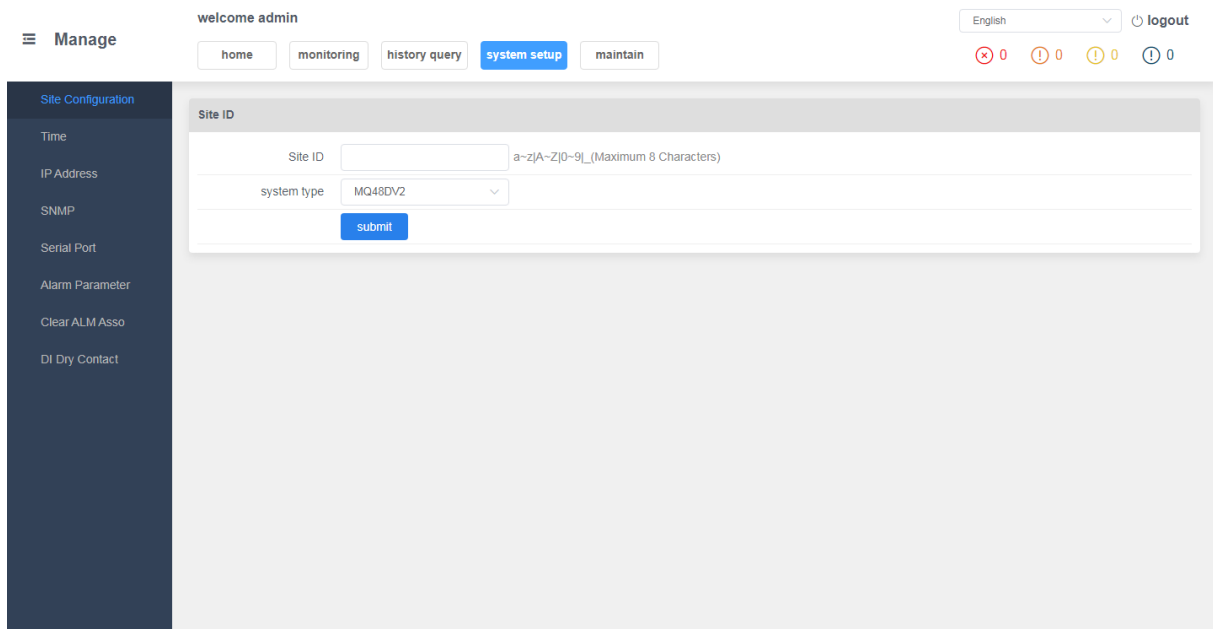 welcome admin
English
logout
Manage
home
monitoring
history query
system setup
maintain
0
0
0
0
Site Configuration
Time
IP Address
SNMP
Serial Port
Alarm Parameter
Clear ALM Asso
DI Dry Contact
Site ID
Site ID
a~z|A~Z|0~9|_(Maximum 8 Characters)
system type
MQ48DV2
submit